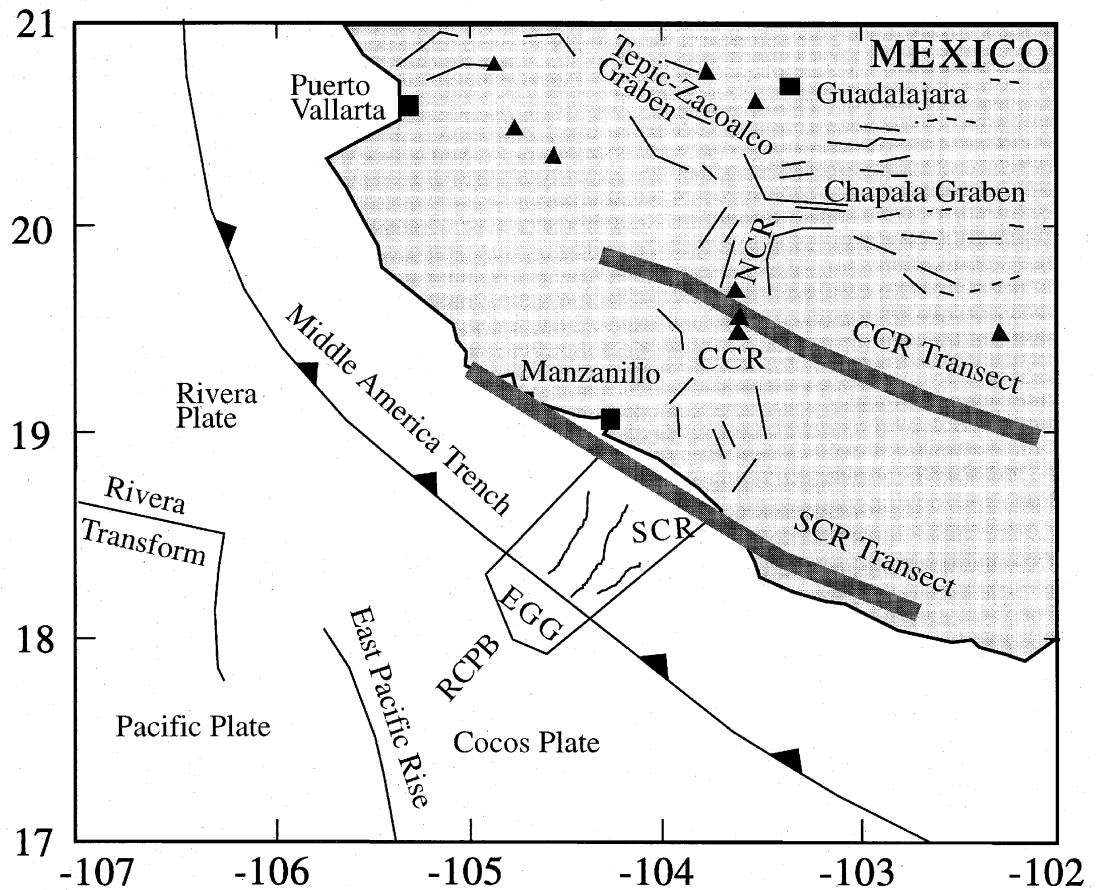 21
MEXICO
Puerto
Vallarta
Tepic-Zacoalco
Graben
Guadalajara
Chapala Graben
20
NCR
Middle America Trench
CCR Transect
CCR
Manzanillo
Rivera
Plate
19
Rivera
Transform
SCR
SCR Transect
EGG
18
RCPB
East Pacific Rise
Pacific Plate
Cocos Plate
17
-107
-106
-105
-104
-103
-102